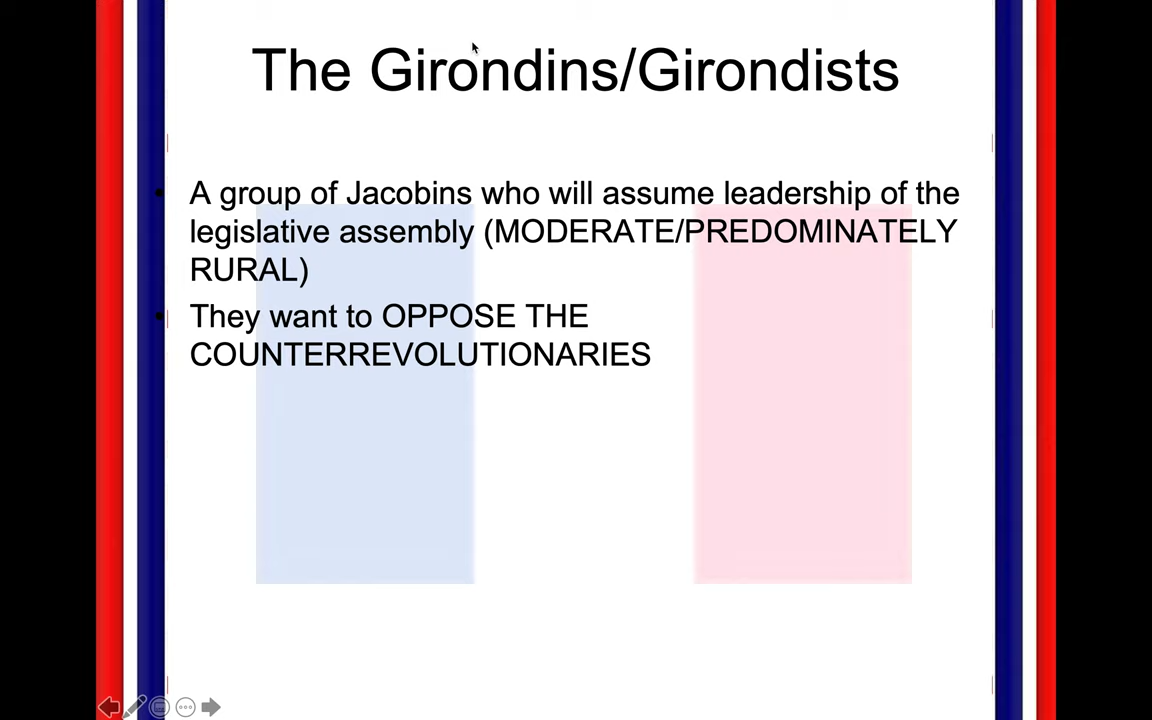 The Girondins/Girondists
• A group of Jacobins who will assume leadership of the
legislative assembly (MODERATE/PREDOMINATELY
RURAL)
• They want to OPPOSE THE
COUNTERREVOLUTIONARIES